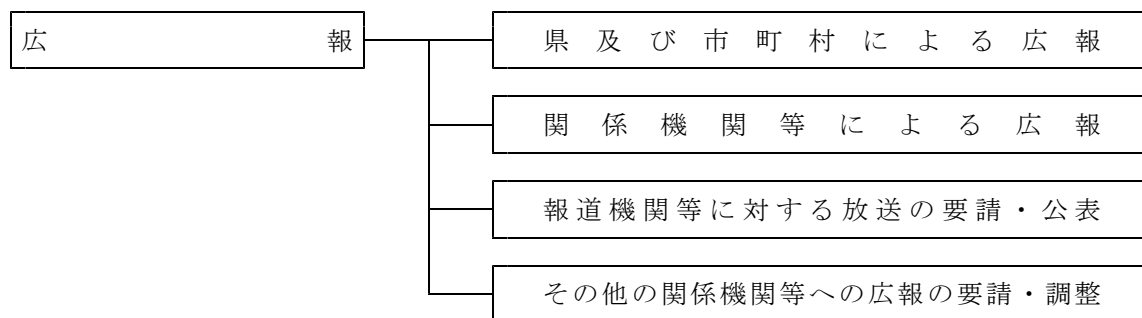 広報
県及び市町村による広報
関係機関等による広報
報道機関等に対する放送の要請・公表
その他の関係機関等への広報の要請・調整